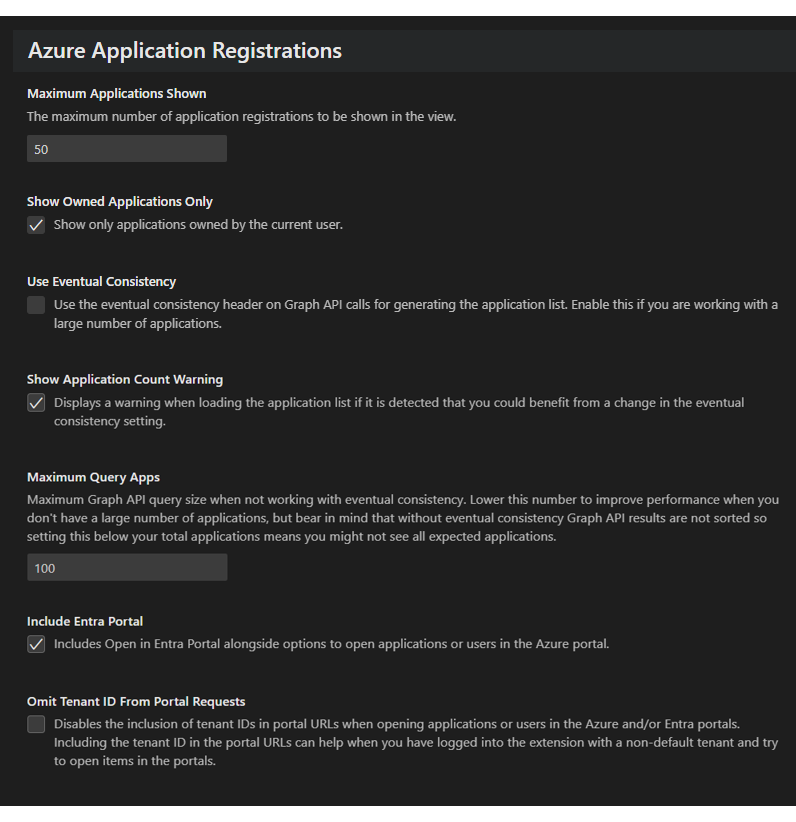 Azure Application Registrations
Maximum Applications Shown
The maximum number of application registrations to be shown in the view.
50
Show Owned Applications Only
Show only applications owned by the current user.
Use Eventual Consistency
Use the eventual consistency header on Graph API calls for generating the application list. Enable this if you are working with a
large number of applications.
Show Application Count Warning
Displays a warning when loading the application list if it is detected that you could benefit from a change in the eventual
consistency setting.
Maximum Query Apps
Maximum Graph API query size when not working with eventual consistency. Lower this number to improve performance when you
don't have a large number of applications, but bear in mind that without eventual consistency Graph API results are not sorted so
setting this below your total applications means you might not see all expected applications.
100
Include Entra Portal
Includes Open in Entra Portal alongside options to open applications or users in the Azure portal.
Omit Tenant ID From Portal Requests
Disables the inclusion of tenant IDs in portal URLs when opening applications or users in the Azure and/or Entra portals.
Including the tenant ID in the portal URLs can help when you have logged into the extension with a non-default tenant and try
to open items in the portals.